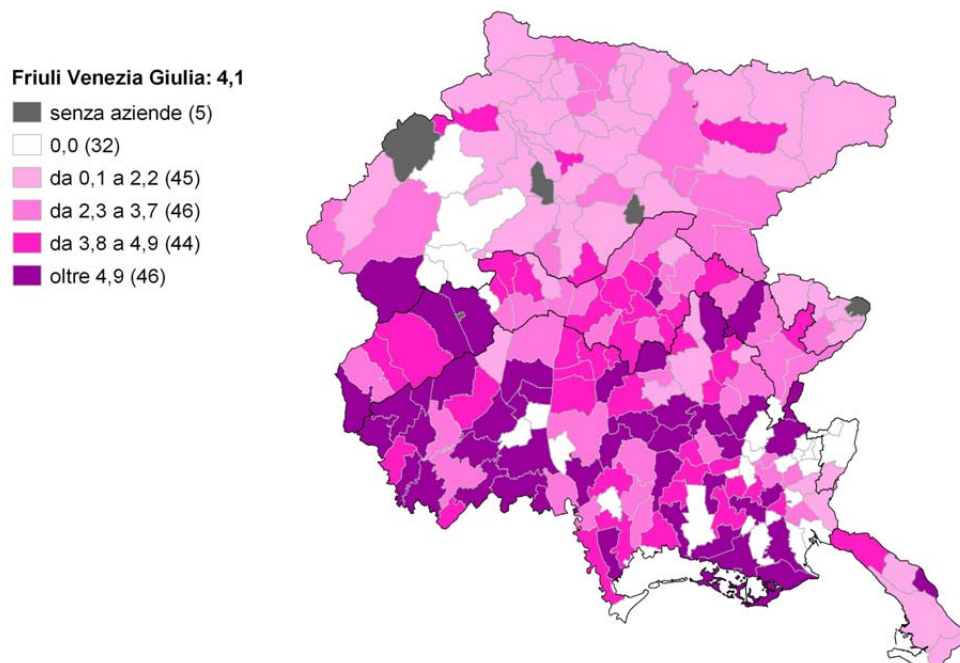 Friuli Venezia Giulia: 4,1
senza aziende (5)
0,0 (32)
da 0,1 a 2,2 (45)
da 2,3 a 3,7 (46)
da 3,8 a 4,9 (44)
oltre 4,9 (46)